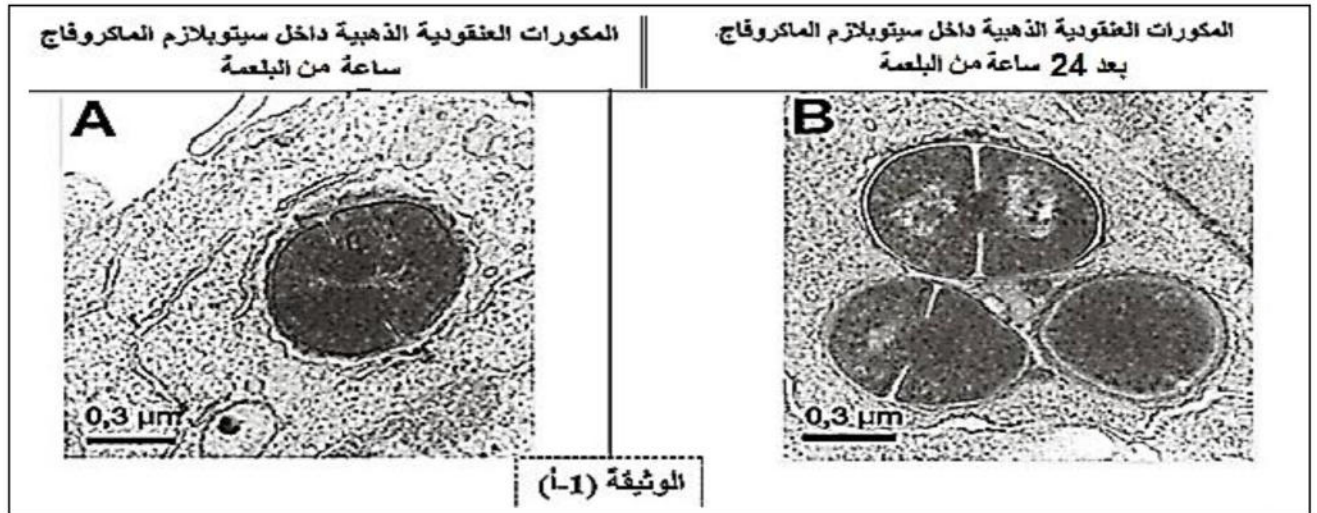 المكورات العنقودية الذهبية داخل سيتوبلازم الماكروفاج.
بعد 24 ساعة من البلعمة
المكورات العنقودية الذهبية داخل سيتوبلازم الماكروفاج
ساعة من البلعمة
A
B
0,3 µm
0,3 µm
الوثيقة (1-أ)